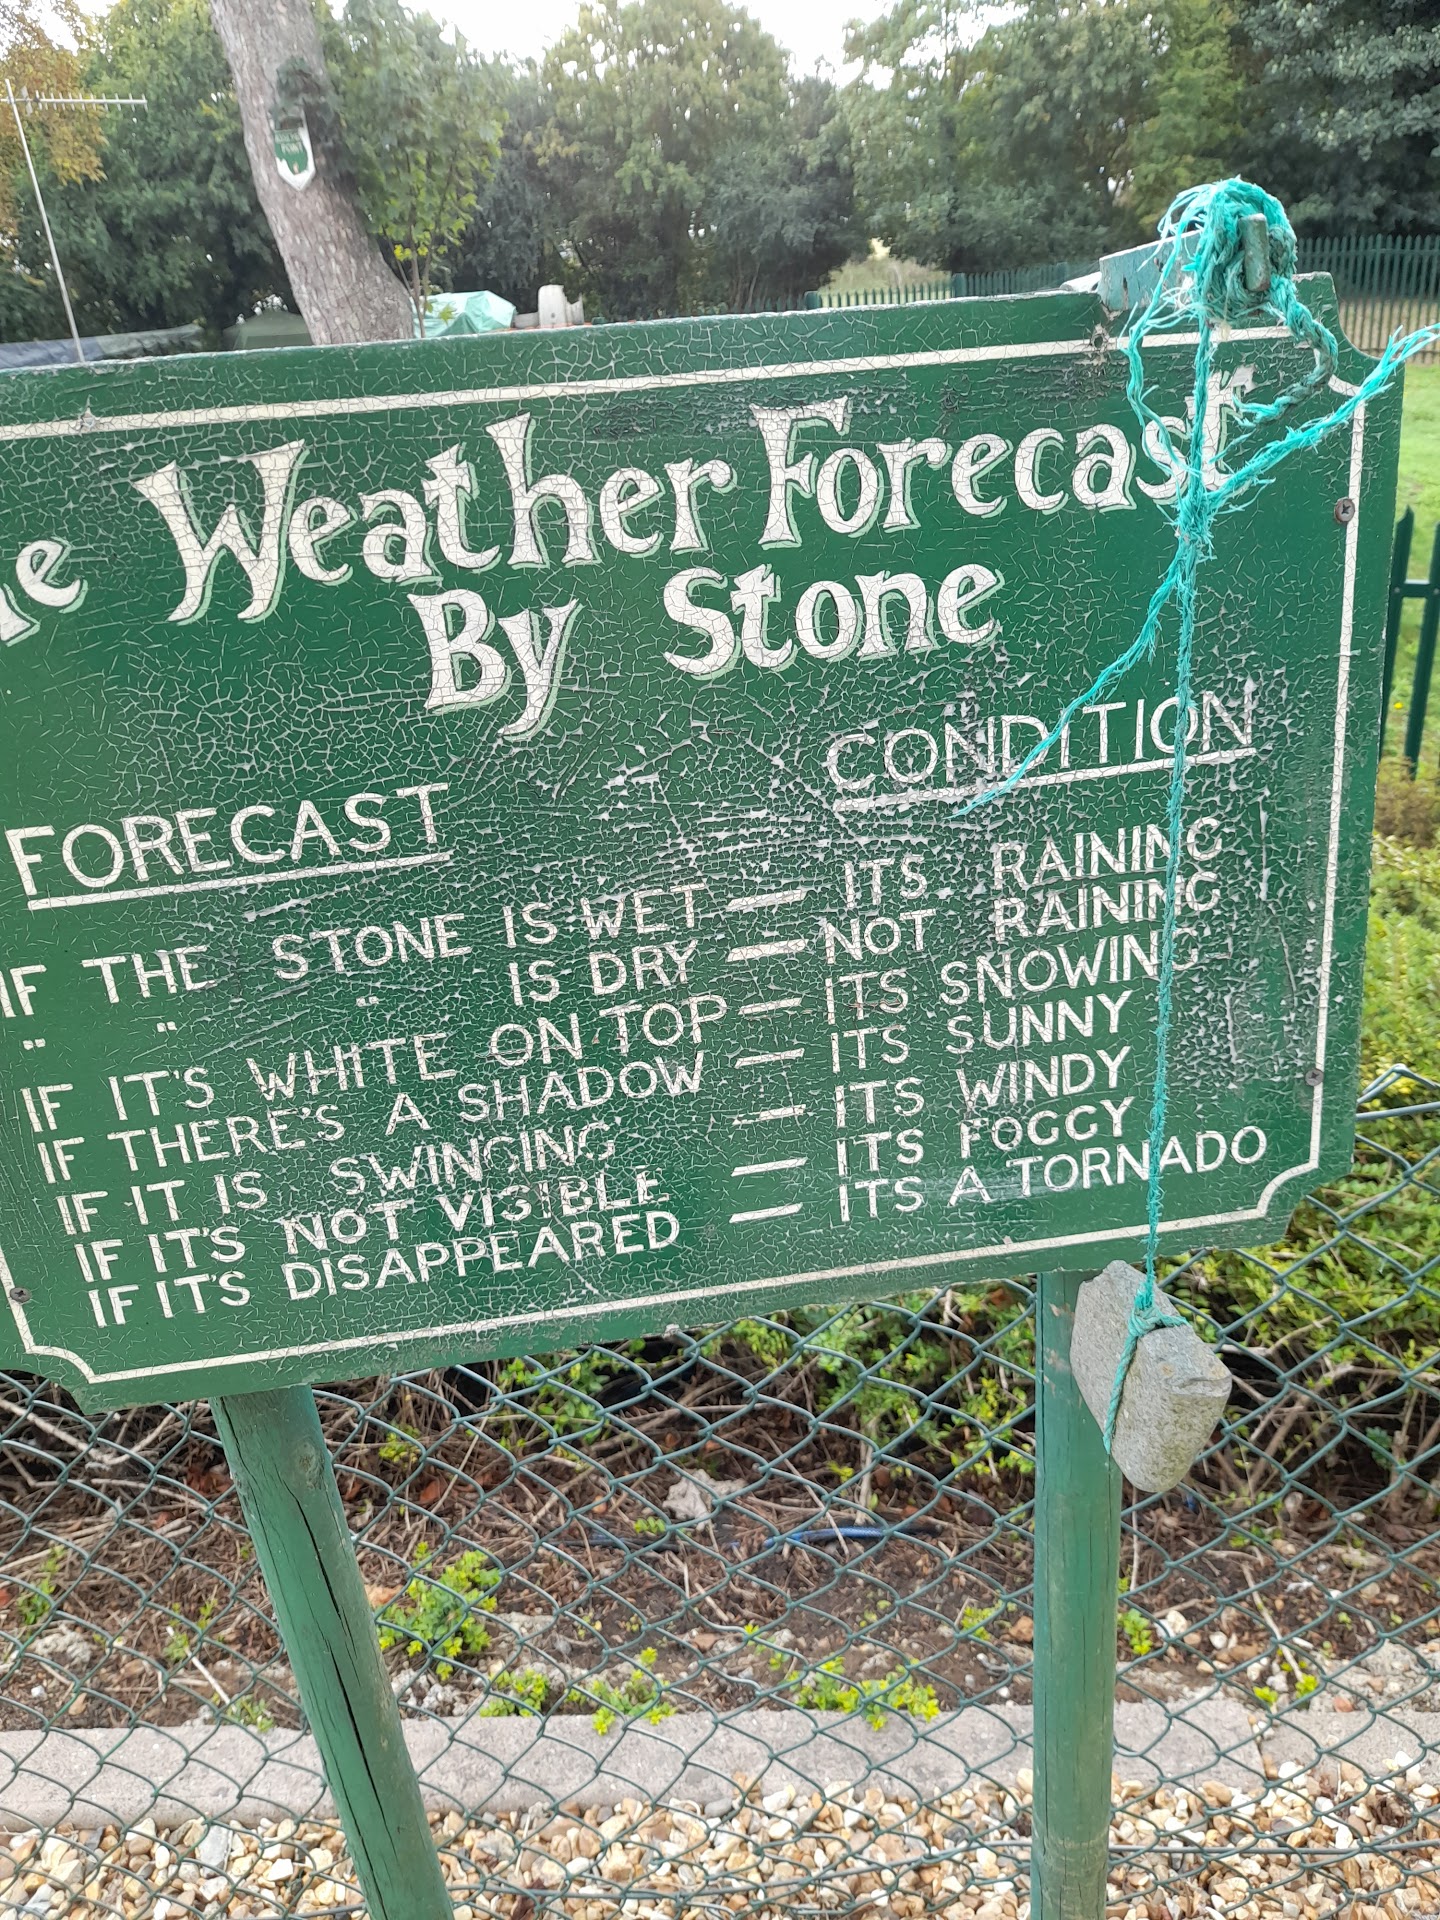 Weather Forecast
By Stone
FORECAST CONDITION
IF THE STONE IS WET — ITS RAINING
" " " IS DRY — NOT RAINING
IF IT'S WHITE ON TOP — ITS SNOWING
IF THERE'S A SHADOW — ITS SUNNY
IF IT IS SWINGING — ITS WINDY
IF IT'S NOT VISIBLE — ITS FOGGY
IF IT'S DISAPPEARED — ITS A TORNADO